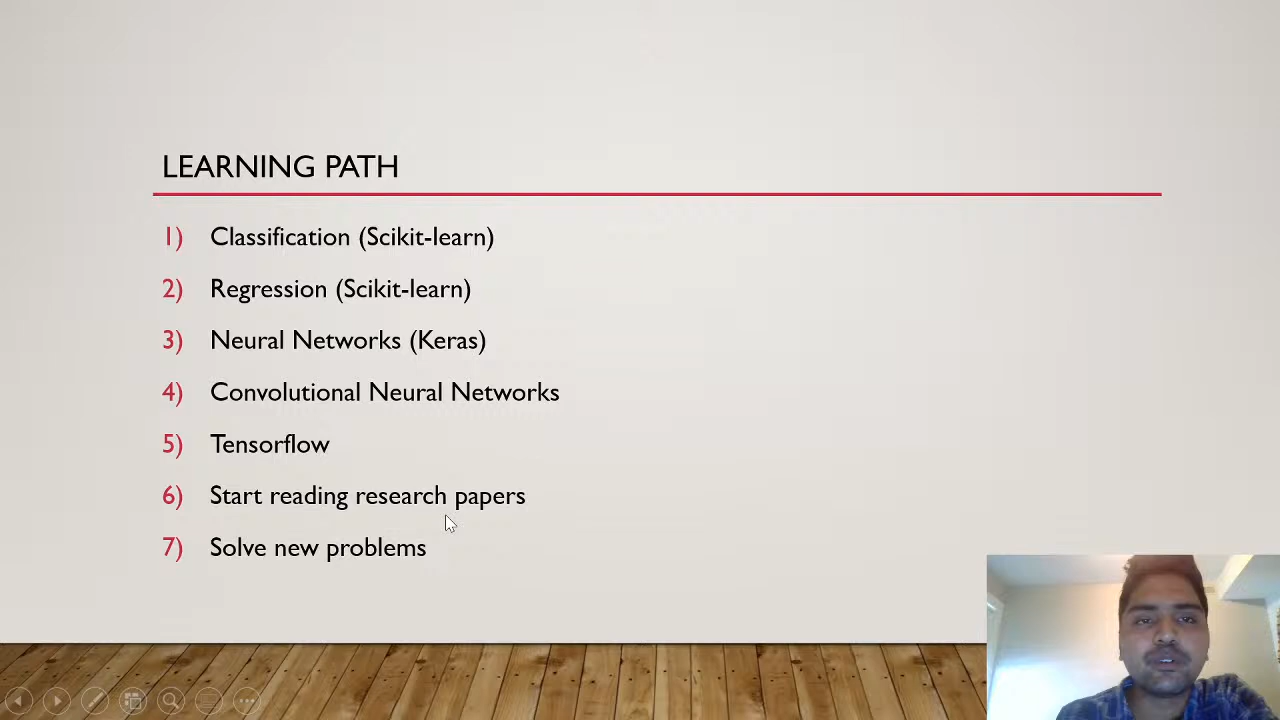 LEARNING PATH
1) Classification (Scikit-learn)
2) Regression (Scikit-learn)
3) Neural Networks (Keras)
4) Convolutional Neural Networks
5) Tensorflow
6) Start reading research papers
7) Solve new problems